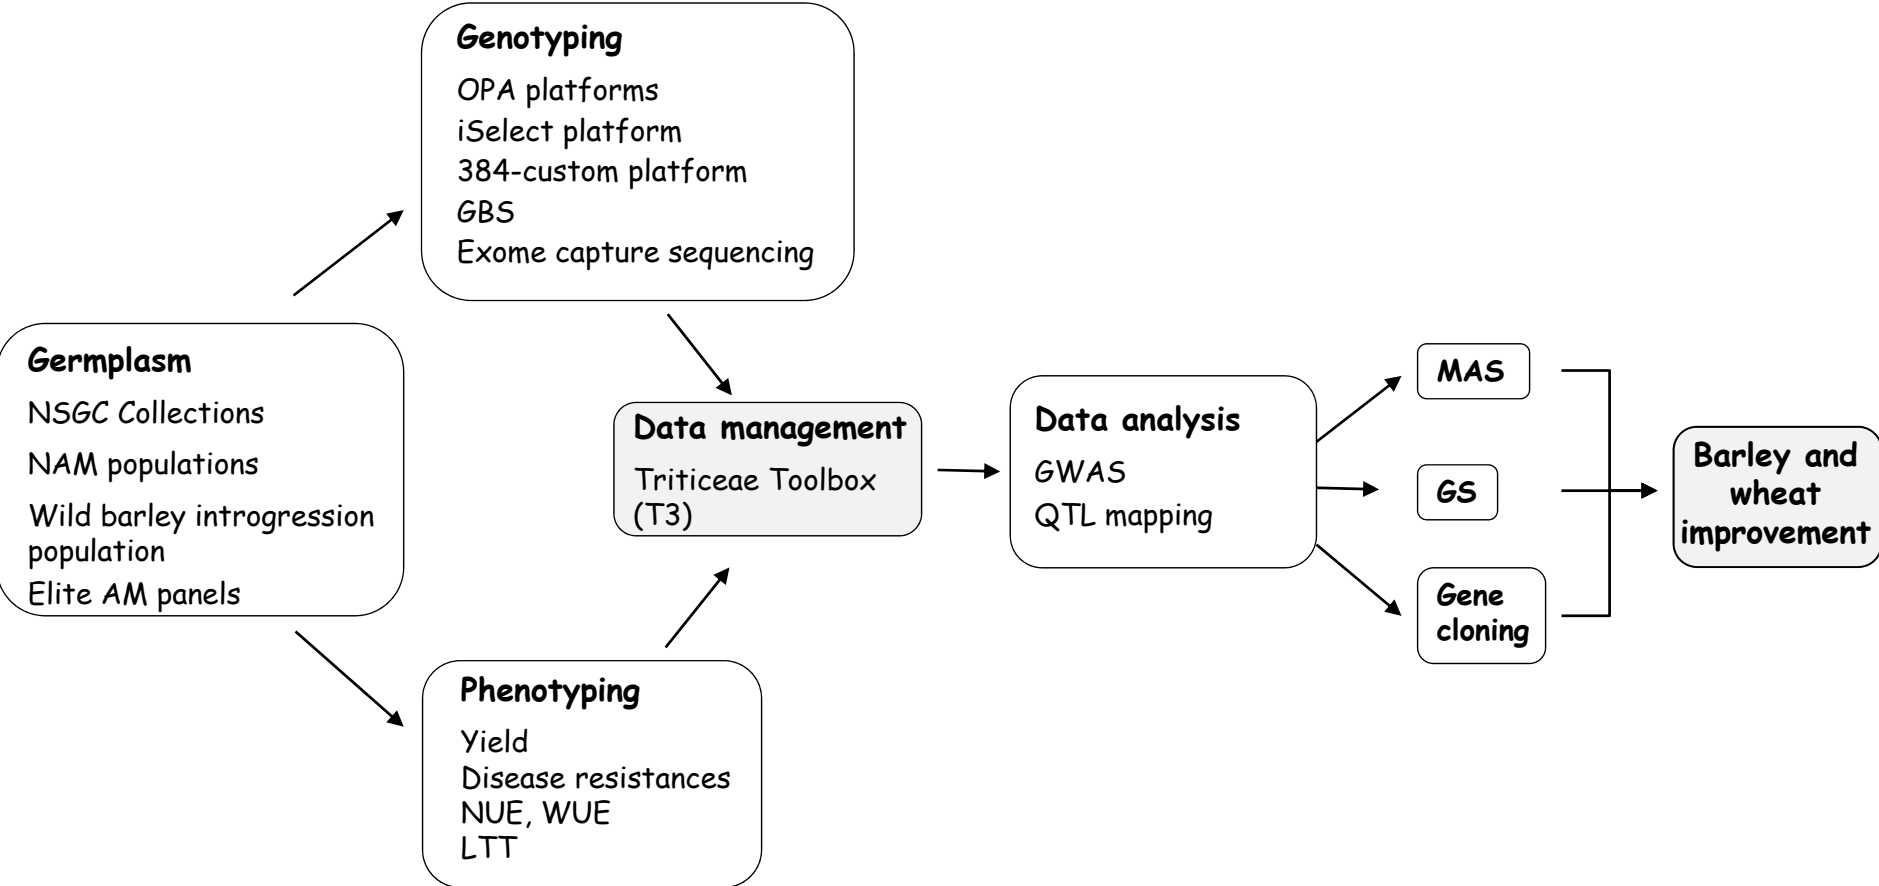 Genotyping
OPA platforms
iSelect platform
384-custom platform
GBS
Exome capture sequencing
Germplasm
NSGC Collections
NAM populations
Wild barley introgression
population
Elite AM panels
Phenotyping
Yield
Disease resistances
NUE, WUE
LTT
Data management
Triticeae Toolbox
(T3)
Data analysis
GWAS
QTL mapping
MAS
GS
Gene
cloning
Barley and
wheat
improvement